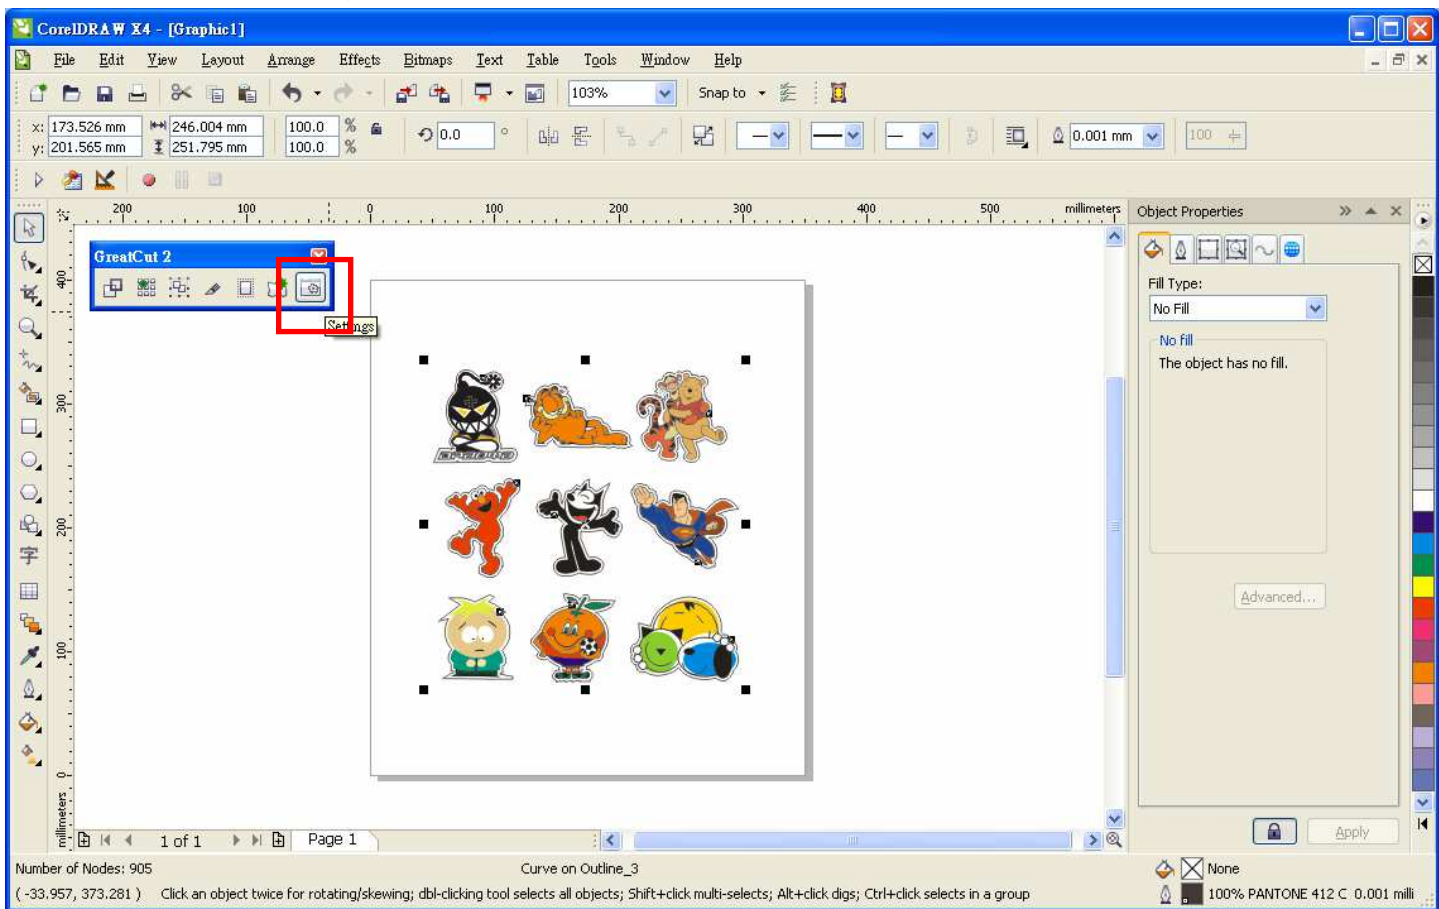 CorelDRAW X4 - [Graphic1]
File Edit View Layout Arrange Effects Bitmaps Text Table Tools Window Help
103% Snap to
x: 173.526 mm 246.004 mm 100.0 % 0.0 ° 0.001 mm 100
y: 201.565 mm 251.795 mm 100.0 %
200 100 0 100 200 300 400 500 millimeters
Object Properties
GreatCut 2
Settings
Fill Type:
No Fill
No fill
The object has no fill.
Advanced...
400
300
200
100
0
millimeters
字
1 of 1 Page 1
Apply
Number of Nodes: 905 Curve on Outline_3 None
( -33.957, 373.281 ) Click an object twice for rotating/skewing; dbl-clicking tool selects all objects; Shift+click multi-selects; Alt+click digs; Ctrl+click selects in a group 100% PANTONE 412 C 0.001 milli